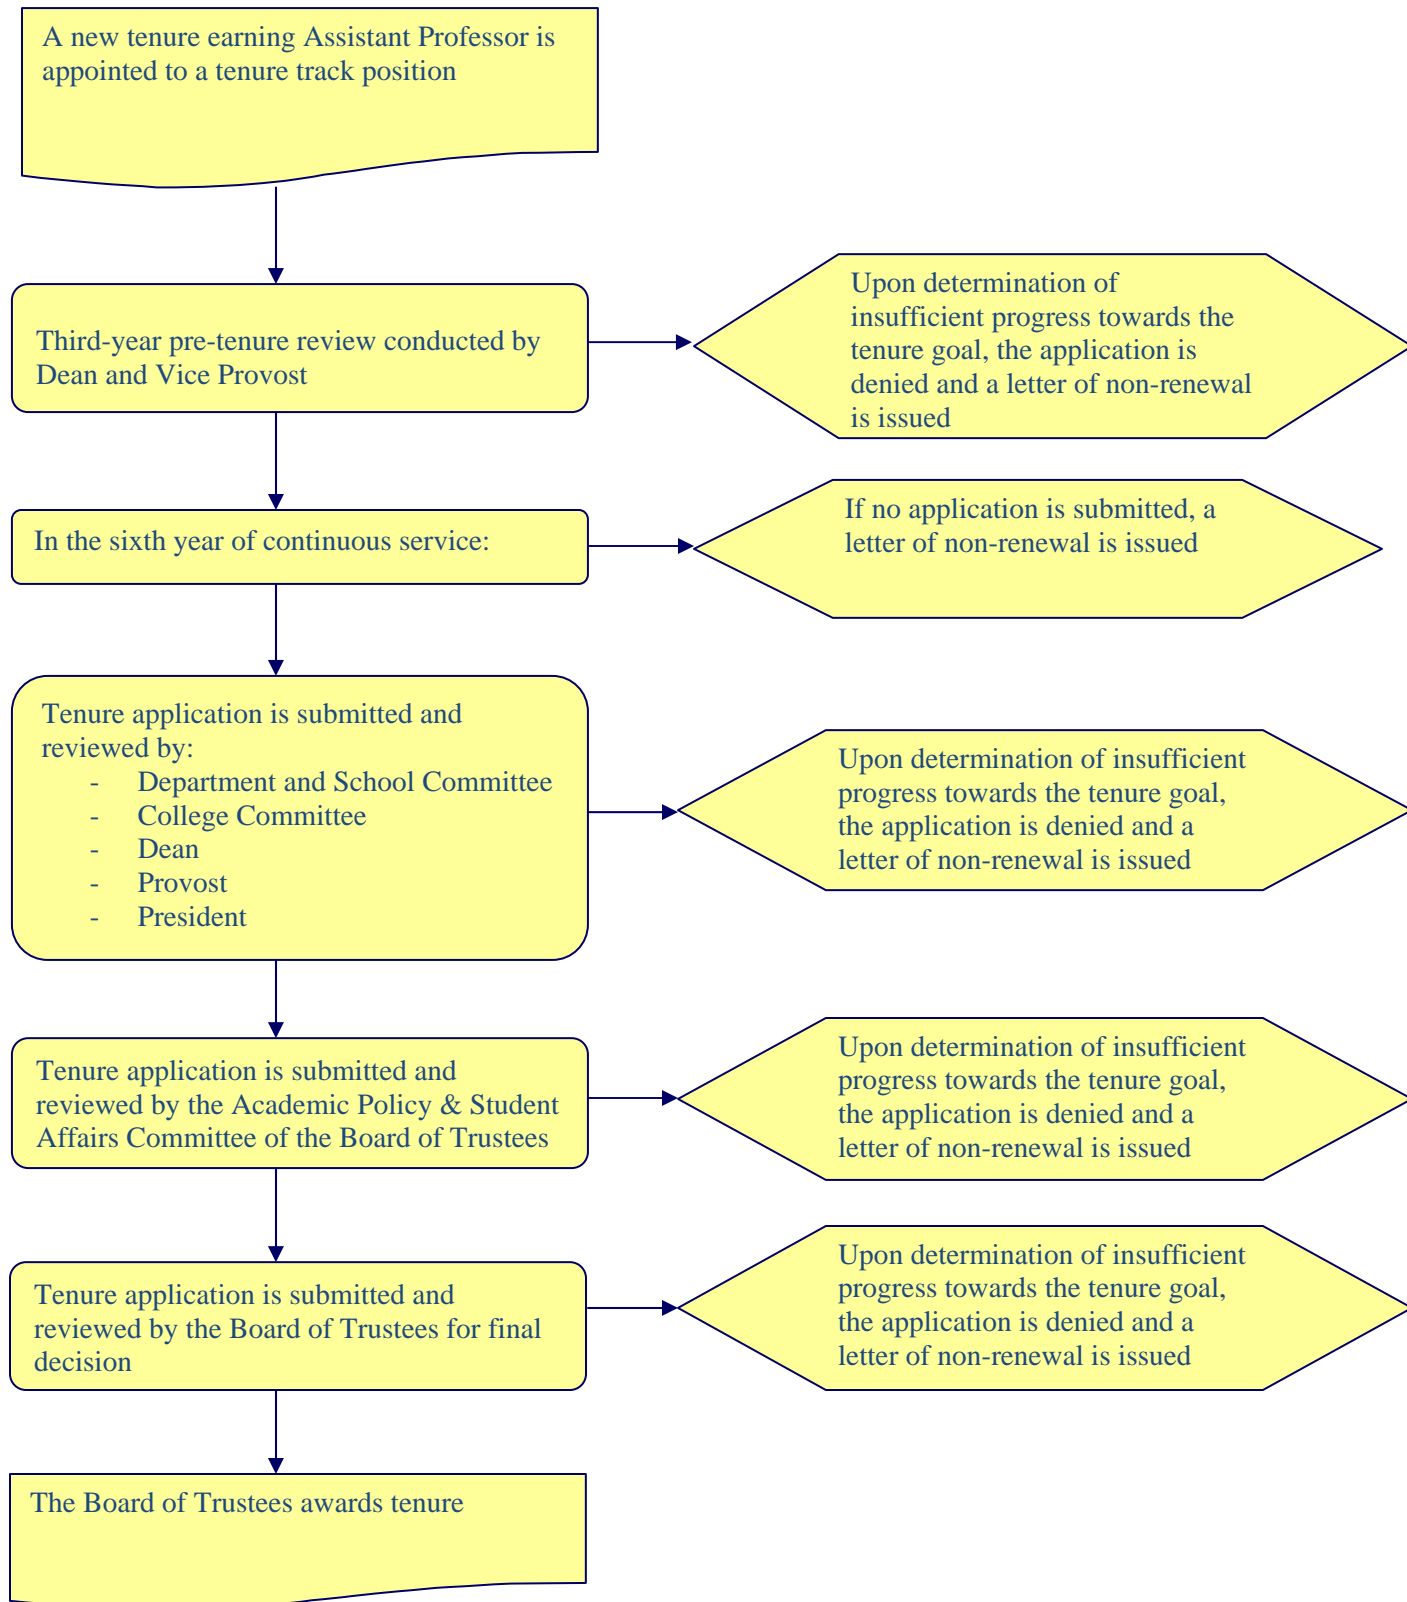 A new tenure earning Assistant Professor is
appointed to a tenure track position
Third-year pre-tenure review conducted by
Dean and Vice Provost
Upon determination of
insufficient progress towards the
tenure goal, the application is
denied and a letter of non-renewal
is issued
In the sixth year of continuous service:
If no application is submitted, a
letter of non-renewal is issued
Tenure application is submitted and
reviewed by:
- Department and School Committee
- College Committee
- Dean
- Provost
- President
Upon determination of insufficient
progress towards the tenure goal,
the application is denied and a
letter of non-renewal is issued
Tenure application is submitted and
reviewed by the Academic Policy & Student
Affairs Committee of the Board of Trustees
Upon determination of insufficient
progress towards the tenure goal,
the application is denied and a
letter of non-renewal is issued
Tenure application is submitted and
reviewed by the Board of Trustees for final
decision
Upon determination of insufficient
progress towards the tenure goal,
the application is denied and a
letter of non-renewal is issued
The Board of Trustees awards tenure